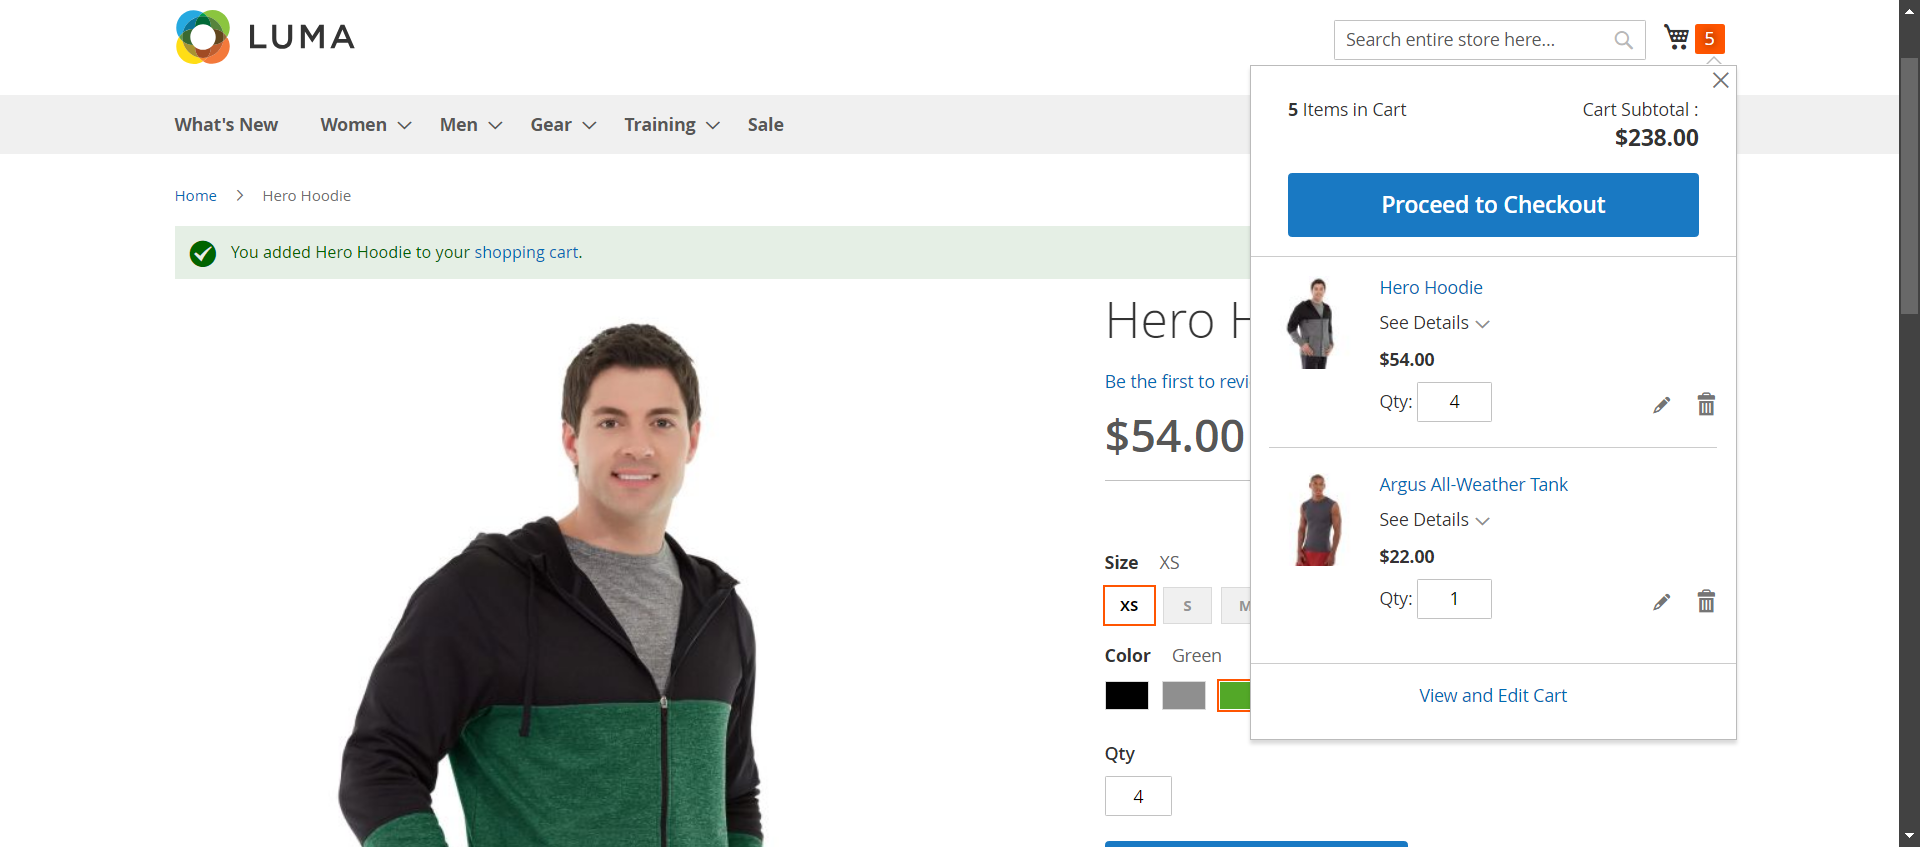 LUMA
Search entire store here...
5
What's New
Women
Men
Gear
Training
Sale
5 Items in Cart
Cart Subtotal :
$238.00
Proceed to Checkout
Home
Hero Hoodie
You added Hero Hoodie to your shopping cart.
Hero Hoodie
See Details
$54.00
Qty: 4
Argus All-Weather Tank
See Details
$22.00
Qty: 1
View and Edit Cart
Hero
Be the first to
$54.00
Size XS
XS
S
M
Color Green
Qty
4